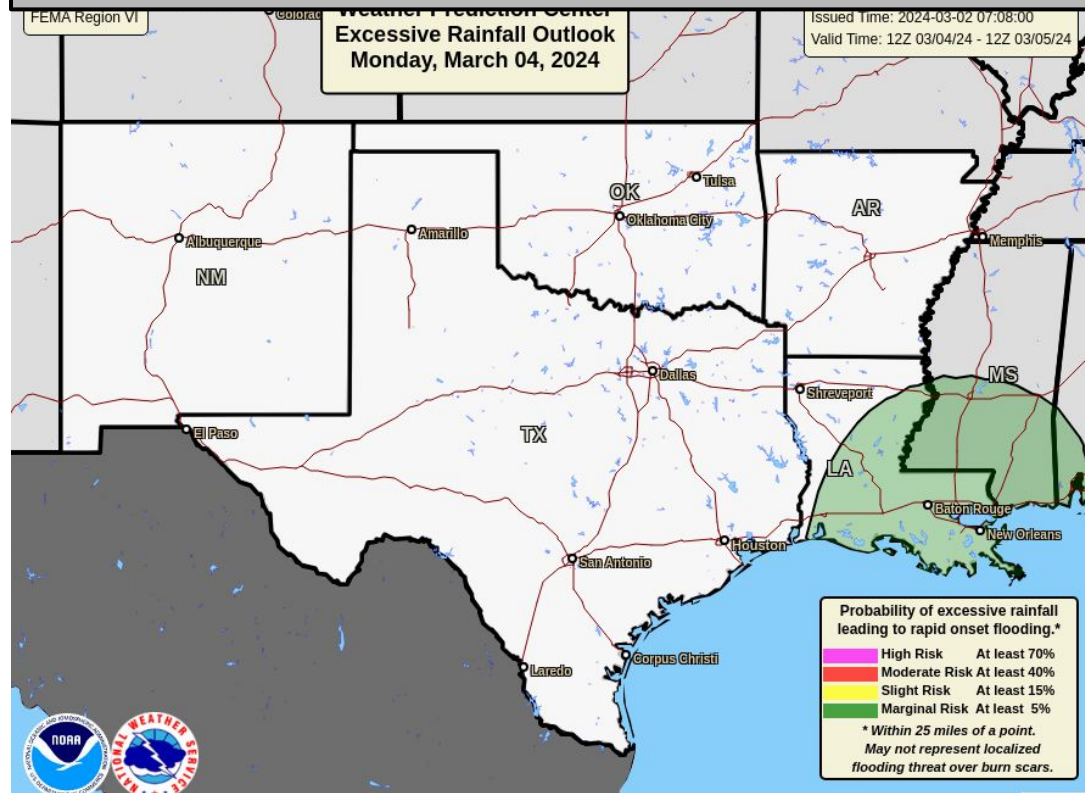 FEMA Region VI
Colorad
Weather Prediction Center
Excessive Rainfall Outlook
Monday, March 04, 2024
Issued Time: 2024-03-02 07:08:00
Valid Time: 12Z 03/04/24 - 12Z 03/05/24
Tulsa
OK
AR
Oklahoma City
Amarillo
Albuquerque
Memphis
NM
Dallas
MS
Shreveport
El Paso
TX
LA
Baton Rouge
New Orleans
Houston
San Antonio
Corpus Christi
Laredo
Probability of excessive rainfall
leading to rapid onset flooding.*
High Risk At least 70%
Moderate Risk At least 40%
Slight Risk At least 15%
Marginal Risk At least 5%
* Within 25 miles of a point.
May not represent localized
flooding threat over burn scars.
NOAA
NATIONAL WEATHER SERVICE